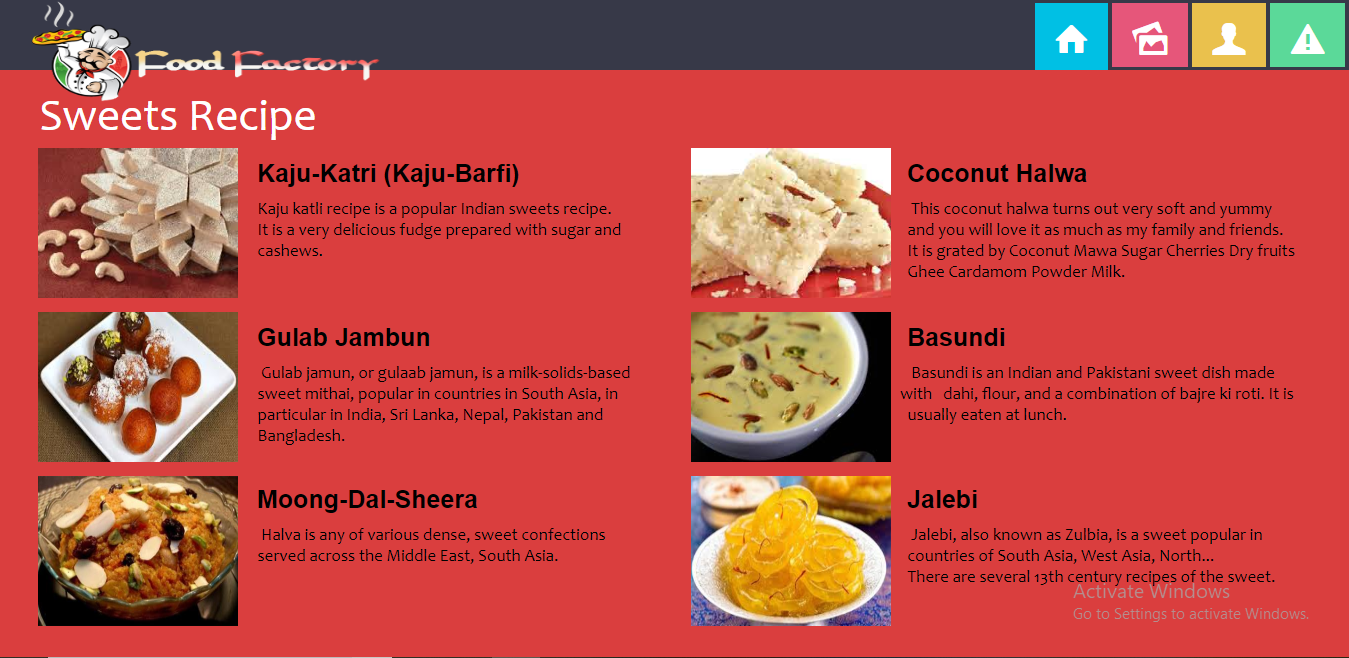 Food Factory
Sweets Recipe
Kaju-Katri (Kaju-Barfi)
Kaju katli recipe is a popular Indian sweets recipe.
It is a very delicious fudge prepared with sugar and
cashews.
Coconut Halwa
This coconut halwa turns out very soft and yummy
and you will love it as much as my family and friends.
It is grated by Coconut Mawa Sugar Cherries Dry fruits
Ghee Cardamom Powder Milk.
Gulab Jambun
Gulab jamun, or gulaab jamun, is a milk-solids-based
sweet mithai, popular in countries in South Asia, in
particular in India, Sri Lanka, Nepal, Pakistan and
Bangladesh.
Basundi
Basundi is an Indian and Pakistani sweet dish made
with dahi, flour, and a combination of bajre ki roti. It is
usually eaten at lunch.
Moong-Dal-Sheera
Halva is any of various dense, sweet confections
served across the Middle East, South Asia.
Jalebi
Jalebi, also known as Zulbia, is a sweet popular in
countries of South Asia, West Asia, North...
There are several 13th century recipes of the sweet.
Activate Windows
Go to Settings to activate Windows.